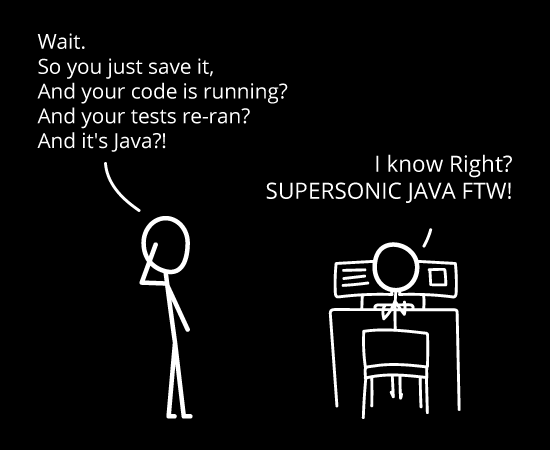 Wait.
So you just save it,
And your code is running?
And your tests re-ran?
And it's Java?!
I know Right?
SUPERSONIC JAVA FTW!